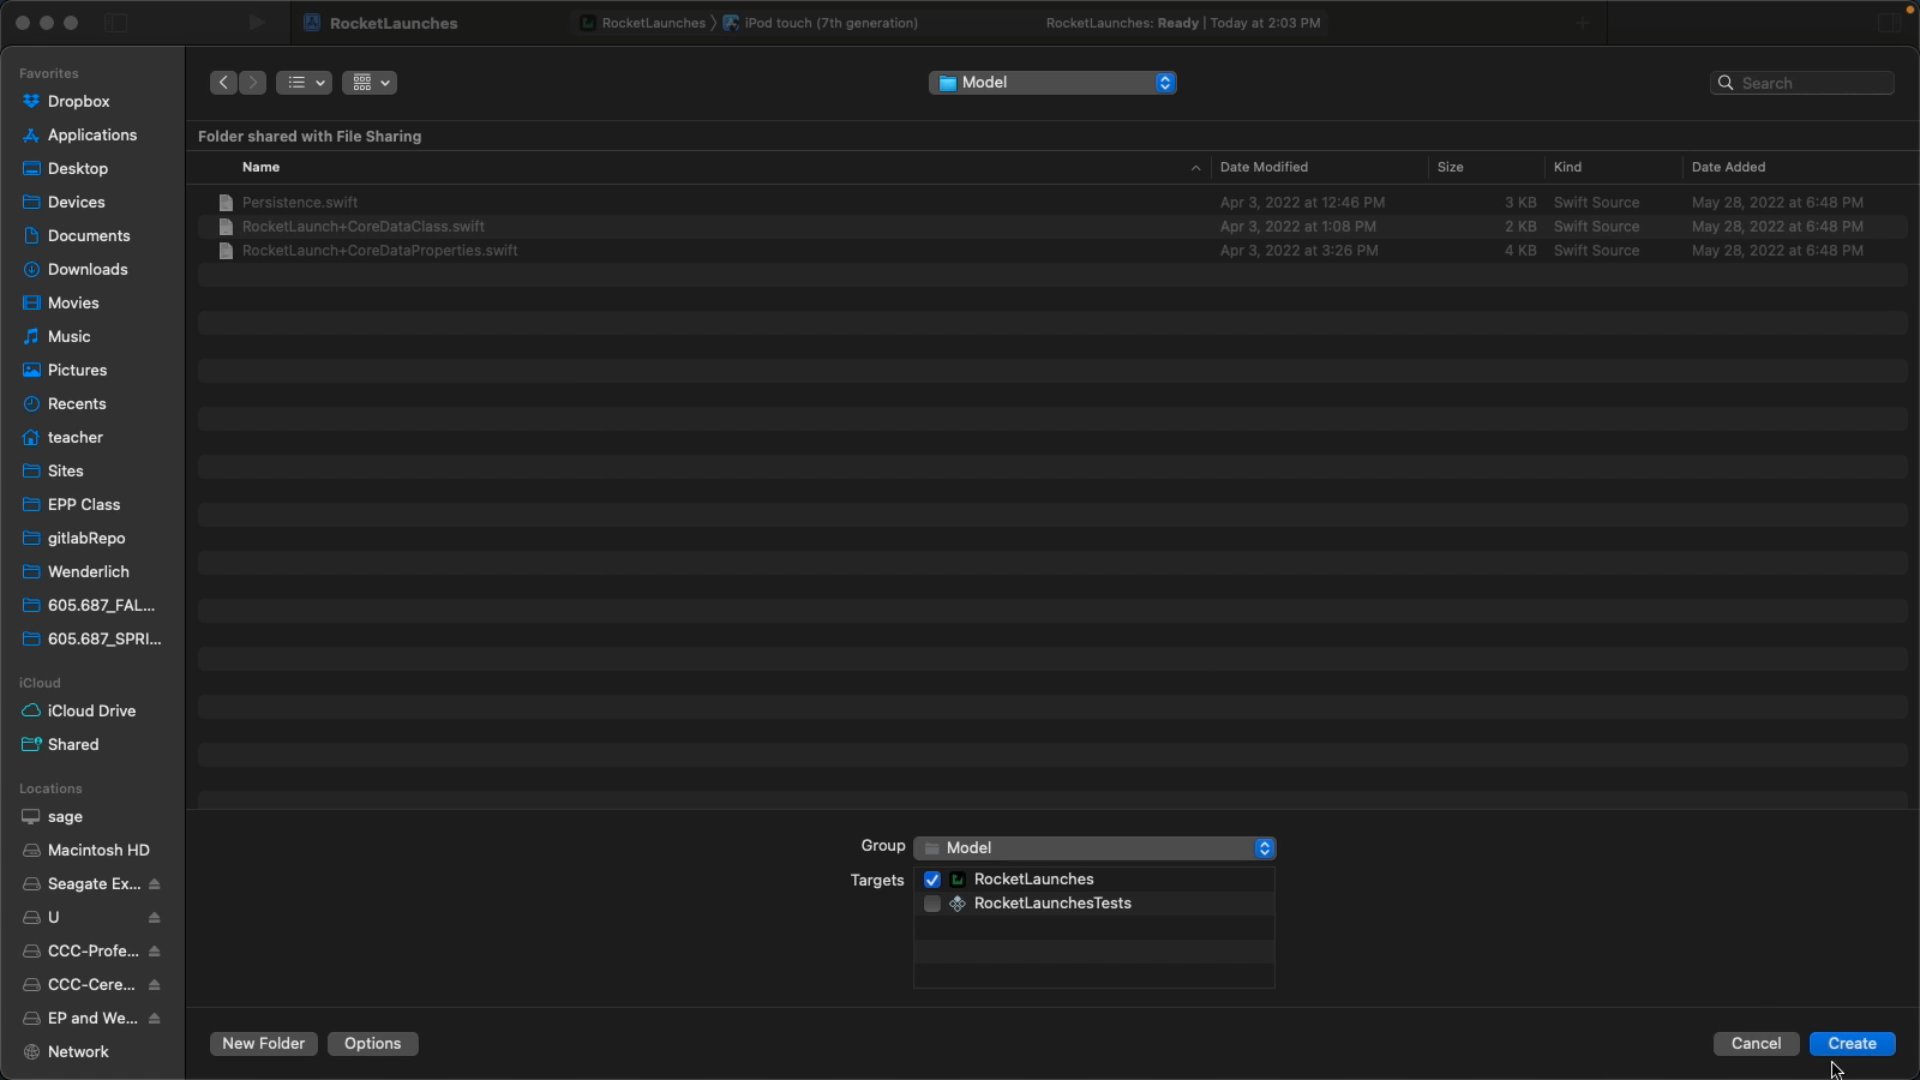 RocketLaunches
RocketLaunches 〉 iPod touch (7th generation)
RocketLaunches: Ready | Today at 2:03 PM
Favorites
Dropbox
Applications
Desktop
Devices
Documents
Downloads
Movies
Music
Pictures
Recents
teacher
Sites
EPP Class
gitlabRepo
Wenderlich
605.687_FAL...
605.687_SPRI...
iCloud
iCloud Drive
Shared
Locations
sage
Macintosh HD
Seagate Ex...
U
CCC-Profe...
CCC-Cere...
EP and We...
Network
Model
Search
Folder shared with File Sharing
Name Date Modified Size Kind Date Added
Persistence.swift Apr 3, 2022 at 12:46 PM 3 KB Swift Source May 28, 2022 at 6:48 PM
RocketLaunch+CoreDataClass.swift Apr 3, 2022 at 1:08 PM 2 KB Swift Source May 28, 2022 at 6:48 PM
RocketLaunch+CoreDataProperties.swift Apr 3, 2022 at 3:26 PM 4 KB Swift Source May 28, 2022 at 6:48 PM
Group Model
Targets RocketLaunches
RocketLaunchesTests
New Folder Options Cancel Create